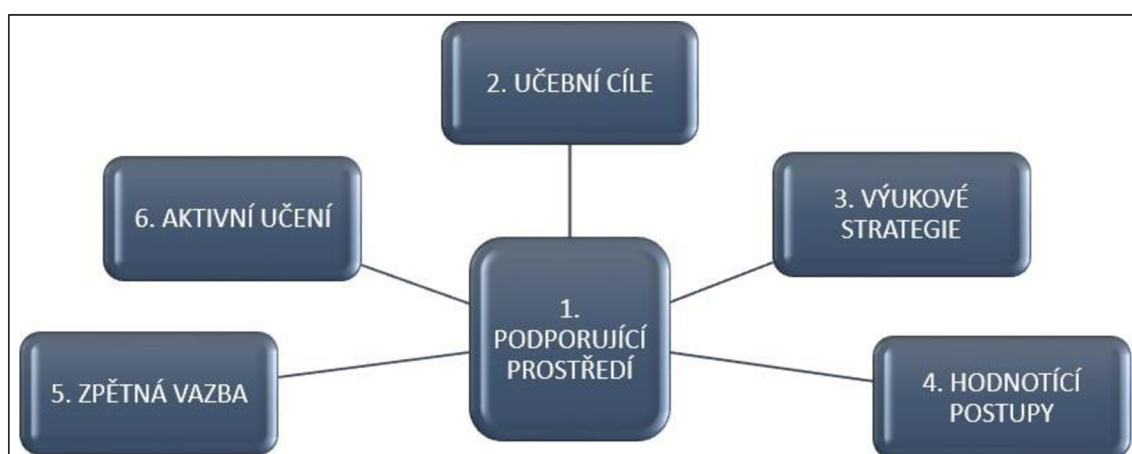 2. UČEBNÍ CÍLE
3. VÝUKOVÉ
STRATEGIE
6. AKTIVNÍ UČENÍ
1.
PODPORUJÍCÍ
PROSTŘEDÍ
4. HODNOTÍCÍ
POSTUPY
5. ZPĚTNÁ VAZBA